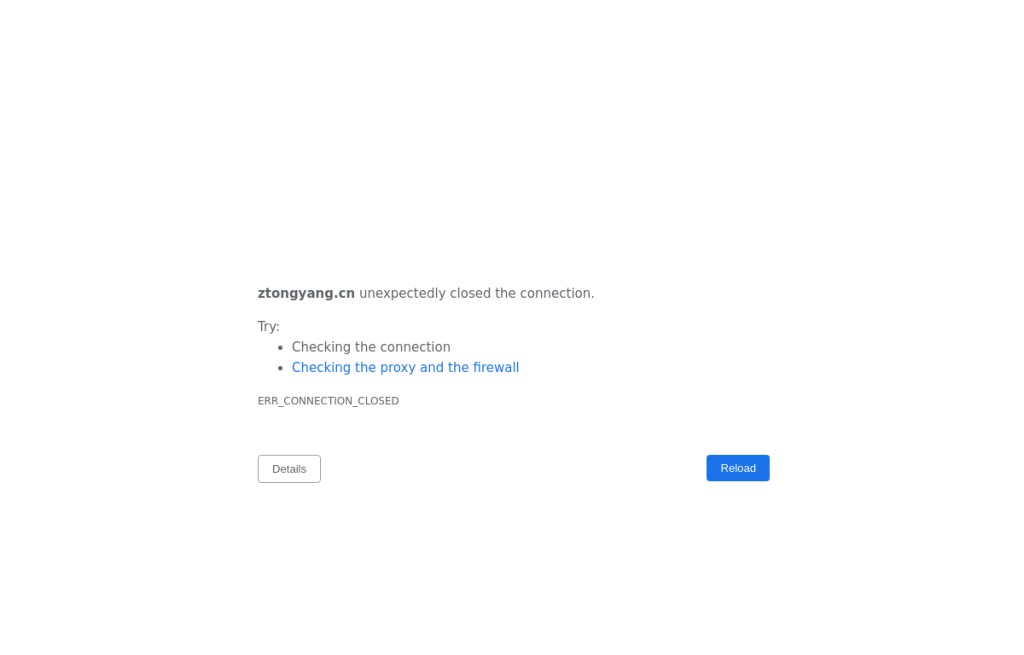 ztongyang.cn unexpectedly closed the connection.
Try:
Checking the connection
Checking the proxy and the firewall
ERR_CONNECTION_CLOSED
Details
Reload